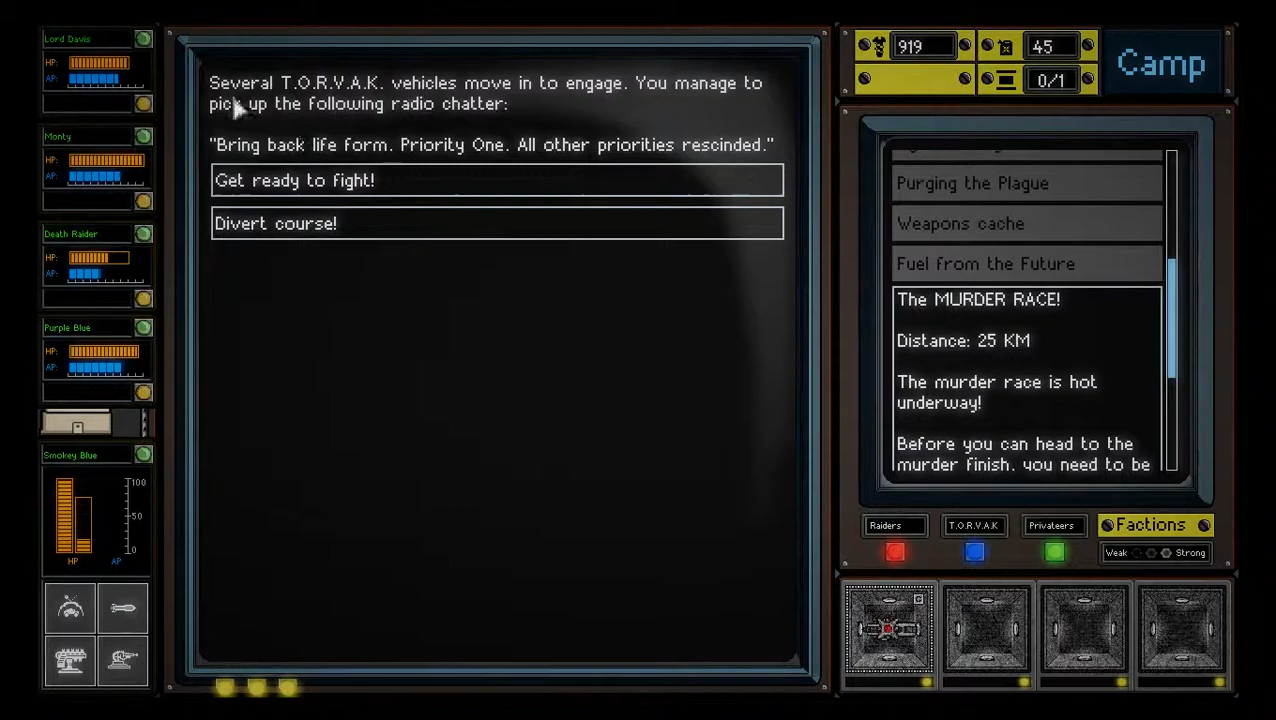 Lord Davis
HP:
AP:
Monty
HP:
AP:
Death Raider
HP:
AP:
Purple Blue
HP:
AP:
Smokey Blue
100
50
0
HP
AP
Several T.O.R.V.A.K. vehicles move in to engage. You manage to
pick up the following radio chatter:
"Bring back life form. Priority One. All other priorities rescinded."
Get ready to fight!
Divert course!
919
45
0/1
Camp
Purging the Plague
Weapons cache
Fuel from the Future
The MURDER RACE!
Distance: 25 KM
The murder race is hot
underway!
Before you can head to the
murder finish, you need to be
Raiders
T.O.R.V.A.K
Privateers
Factions
Weak
Strong